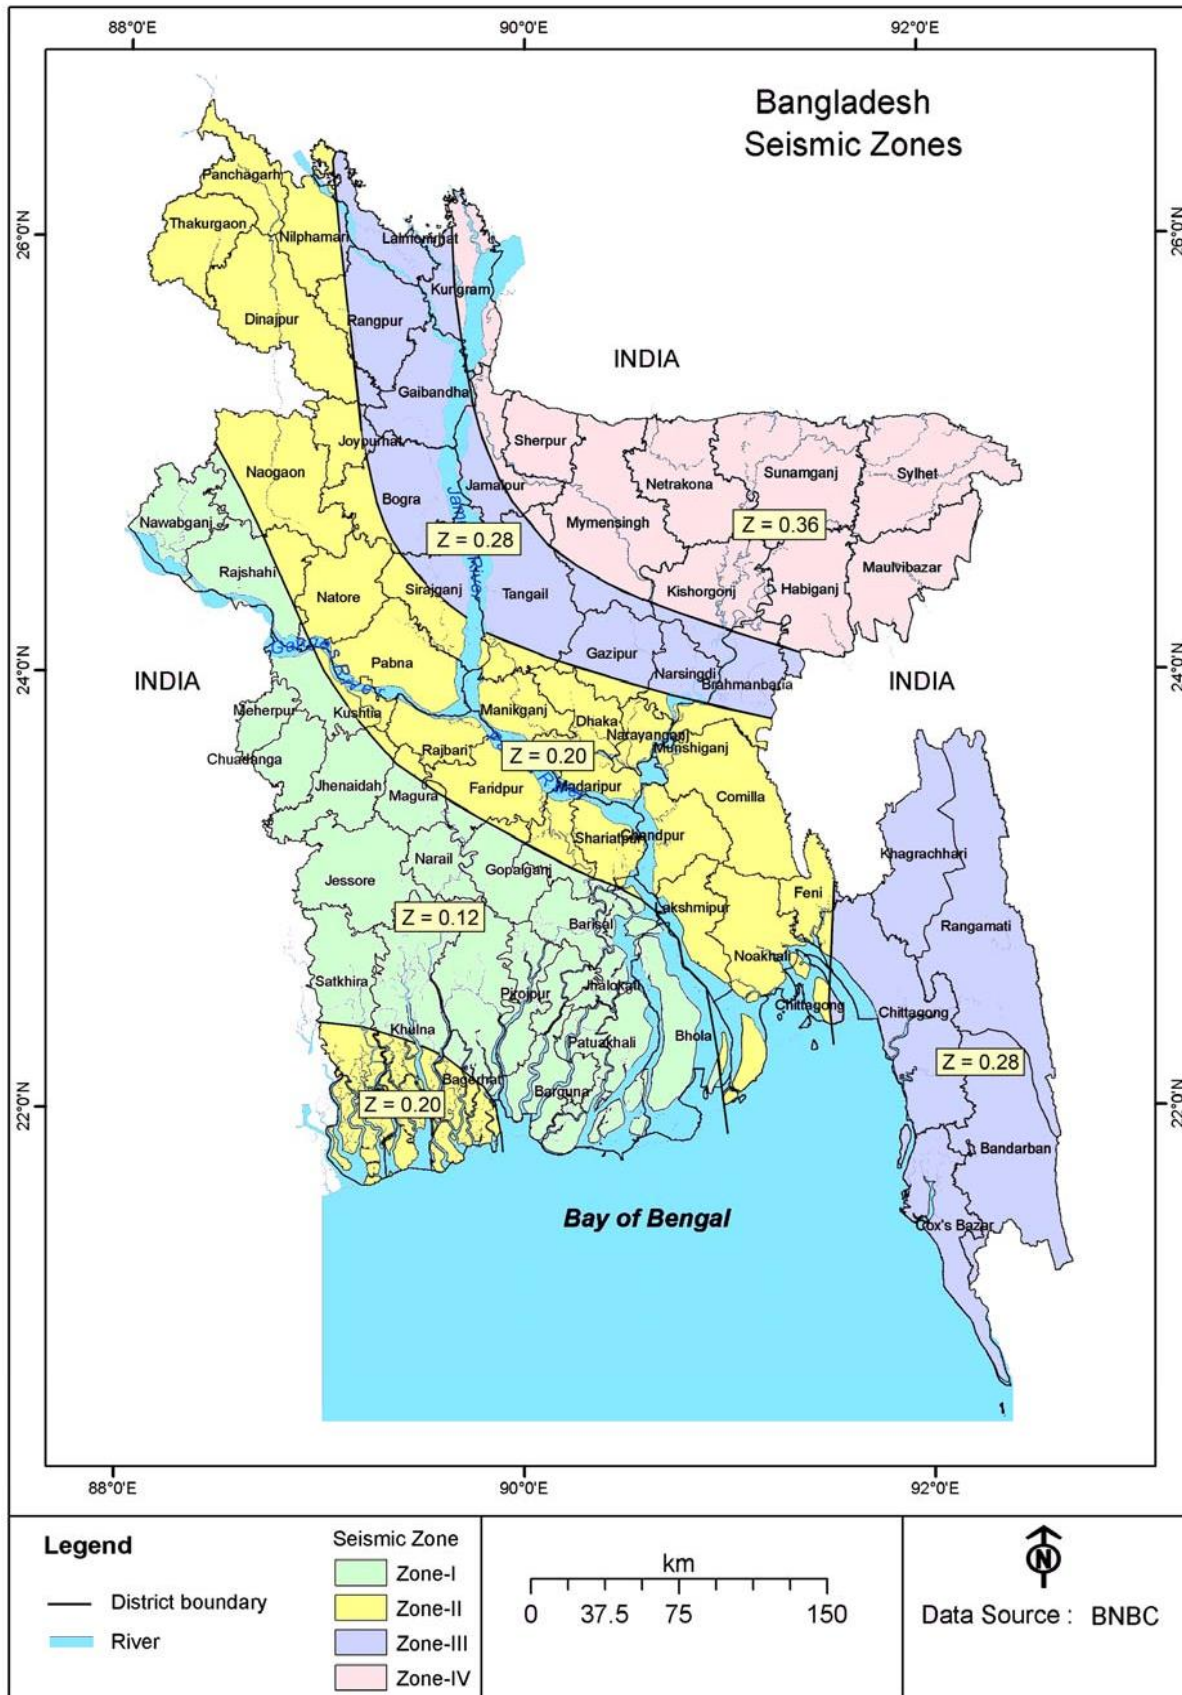 88°0'E
90°0'E
92°0'E
Bangladesh
Seismic Zones
Panchagarh
Thakurgaon
Nilphamari
Lalmonirhat
26°0'N
26°0'N
Kurigram
Dinajpur
Rangpur
INDIA
Gaibandha
Joypurhat
Sherpur
Naogaon
Sunamganj
Sylhet
Bogra
Jamalpur
Netrakona
Nawabganj
Mymensingh
Z = 0.36
Z = 0.28
River
Rajshahi
Maulvibazar
Natore
Sirajganj
Tangail
Kishorgonj
Habiganj
Gazipur
Pabna
24°0'N
24°0'N
INDIA
Narsingdi
INDIA
Brahmanbaria
River
Meherpur
Kushtia
Manikganj
Dhaka
Narayanganj
Munshiganj
Rajbari
Z = 0.20
Chuadanga
Jhenaidah
Magura
Faridpur
Madaripur
Comilla
Shariatpur
Chandpur
Khagrachhari
Narail
Gopalganj
Jessore
Feni
Lakshmipur
Z = 0.12
Barisal
Rangamati
Noakhali
Satkhira
Pirojpur
Jhalokati
Chittagong
Chittagong
Khulna
Patuakhali
Bhola
Z = 0.28
Bagerhat
Barguna
22°0'N
22°0'N
Z = 0.20
Bandarban
Bay of Bengal
Cox's Bazar
88°0'E
90°0'E
92°0'E
Legend
District boundary
River
Seismic Zone
Zone-I
Zone-II
Zone-III
Zone-IV
km
0 37.5 75 150
N
Data Source : BNBC